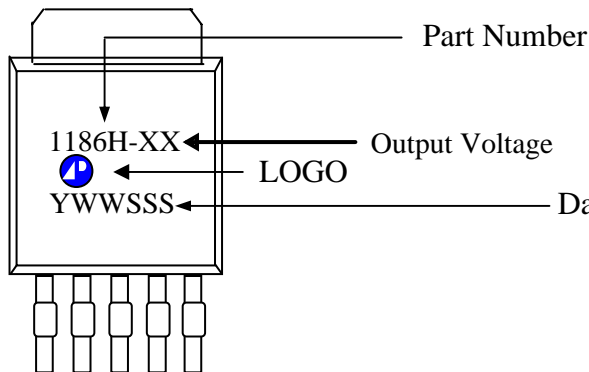 Part Number
1186H-XX
Output Voltage
LOGO
YWWSSS